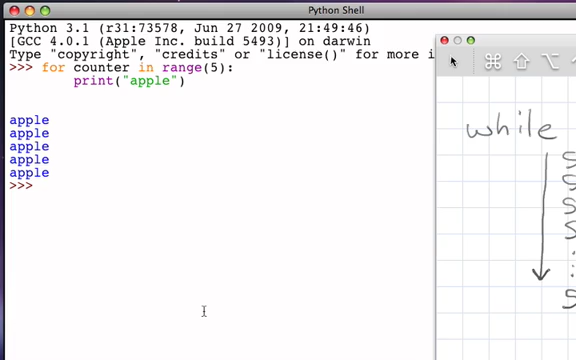 Python Shell
Python 3.1 (r31:73578, Jun 27 2009, 21:49:46)
[GCC 4.0.1 (Apple Inc. build 5493)] on darwin
Type "copyright", "credits" or "license()" for more i
>>> for counter in range(5):
print("apple")
apple
apple
apple
apple
apple
>>>
while
S
S
S
S
S